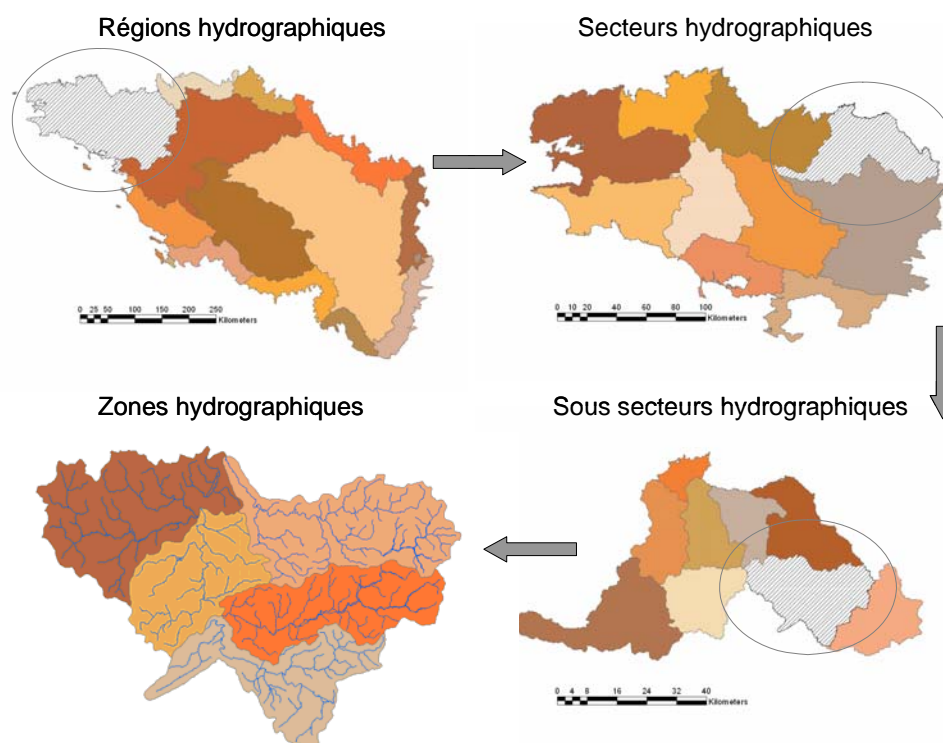 Régions hydrographiques
Secteurs hydrographiques
0 25 50 100 150 200 250
Kilometers
0 10 20 40 60 80 100
Kilometers
Zones hydrographiques
Sous secteurs hydrographiques
0 4 8 16 24 32 40
Kilometers